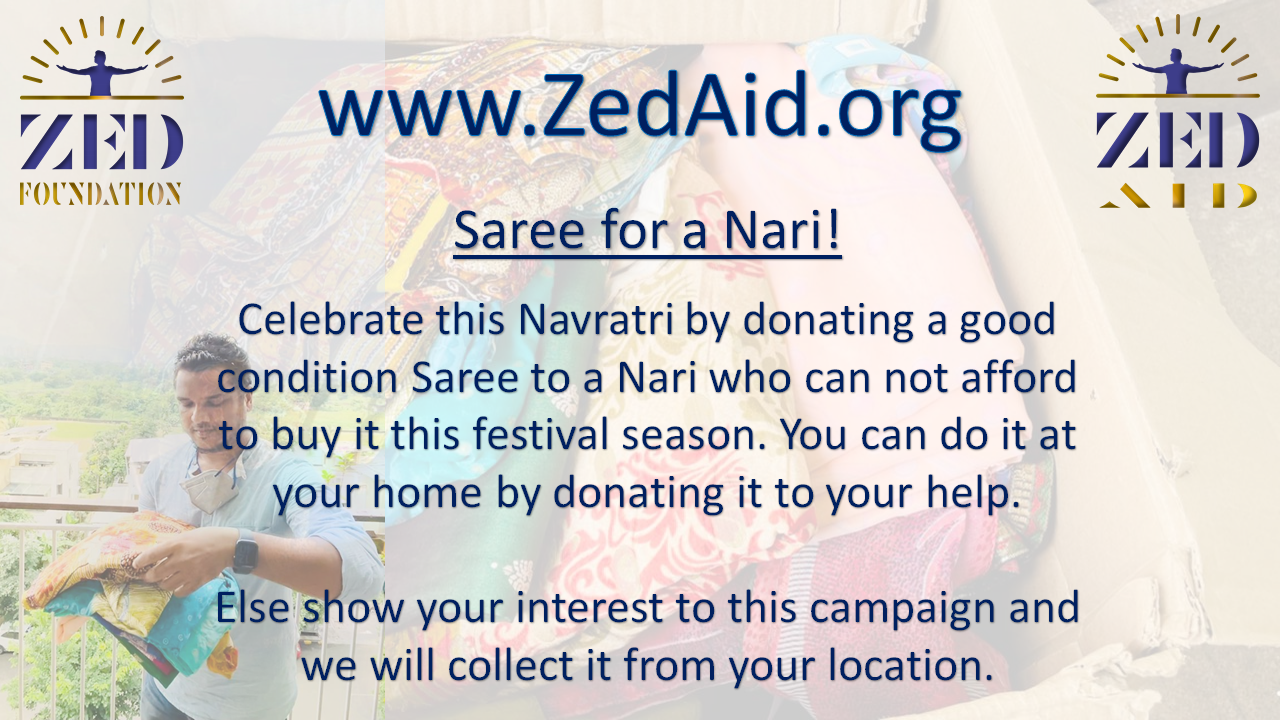 www.ZedAid.org
ZED
FOUNDATION
ZED
AID
Saree for a Nari!
Celebrate this Navratri by donating a good
condition Saree to a Nari who can not afford
to buy it this festival season. You can do it at
your home by donating it to your help.
Else show your interest to this campaign and
we will collect it from your location.